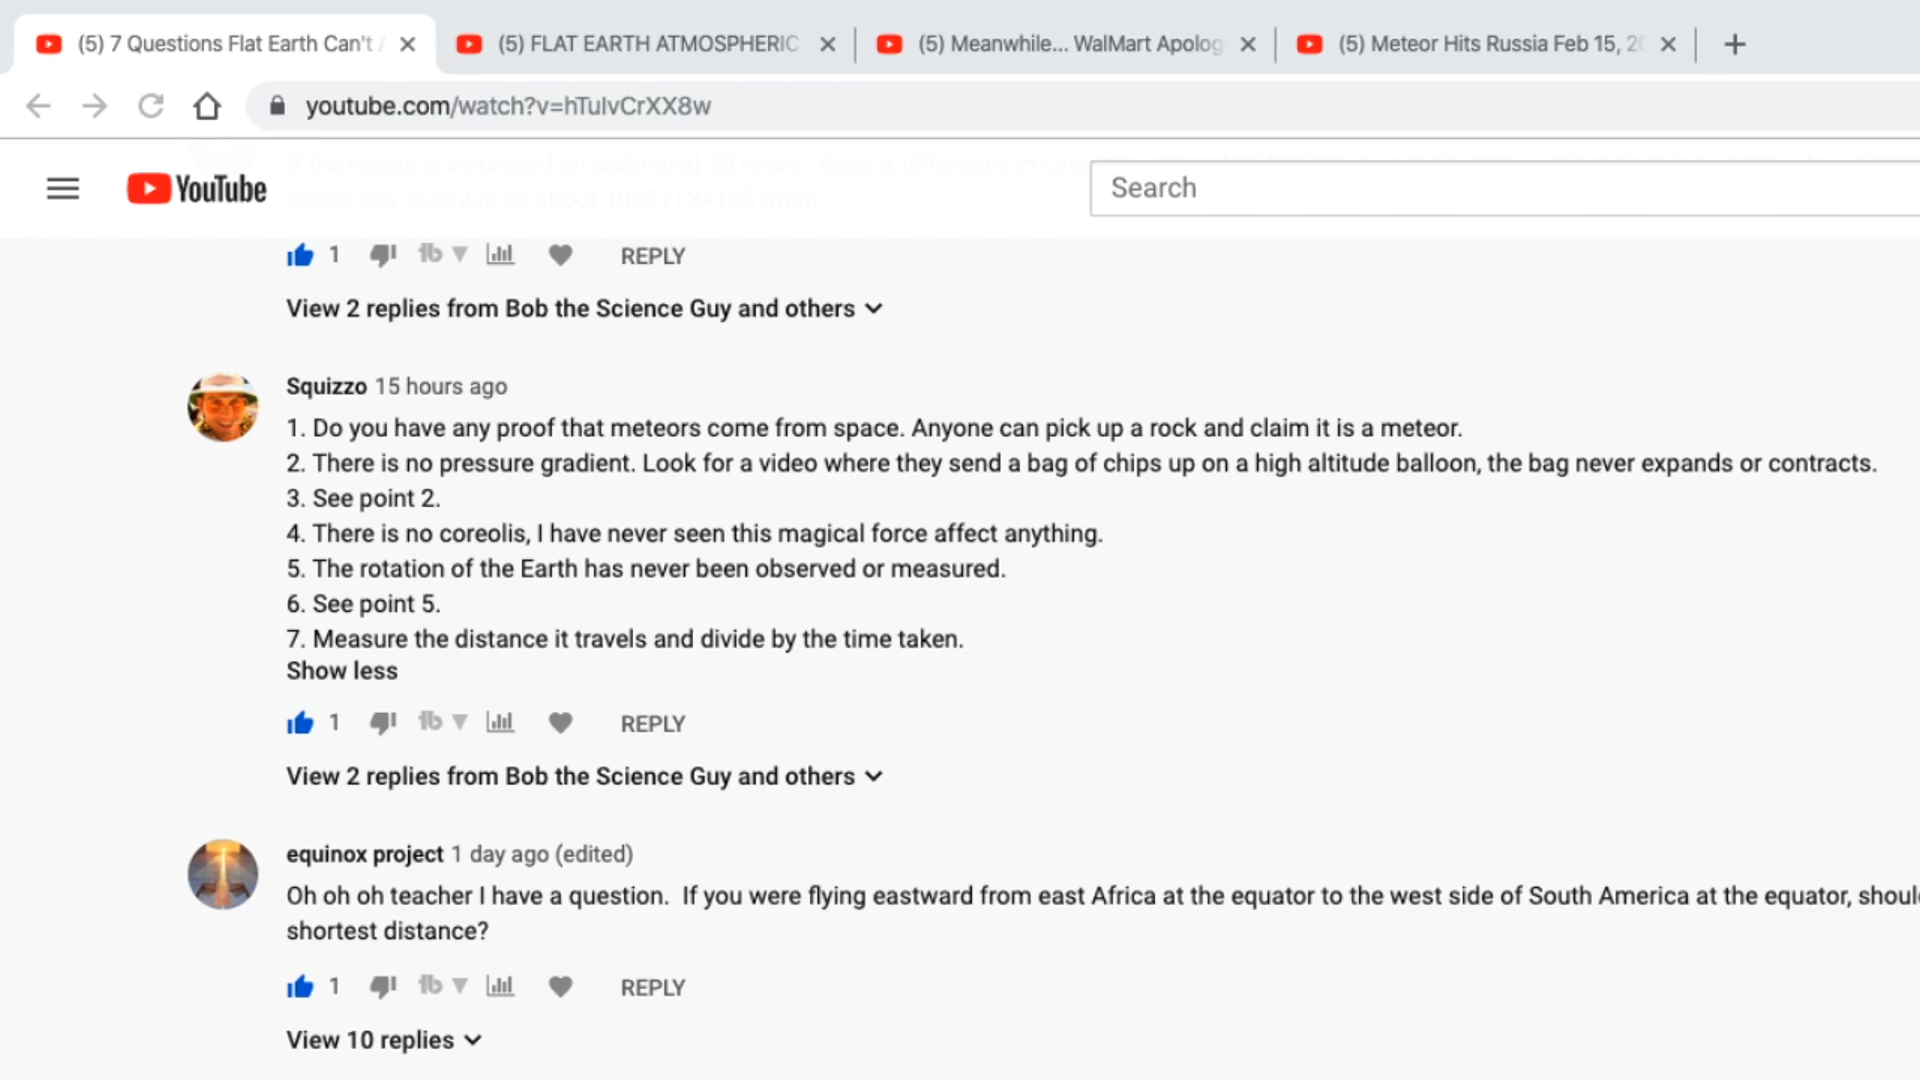 (5) 7 Questions Flat Earth Can't
(5) FLAT EARTH ATMOSPHERIC
(5) Meanwhile... WalMart Apolog
(5) Meteor Hits Russia Feb 15, 20
youtube.com/watch?v=hTuIvCrXX8w
YouTube
Search
1
REPLY
View 2 replies from Bob the Science Guy and others
Squizzo 15 hours ago
1. Do you have any proof that meteors come from space. Anyone can pick up a rock and claim it is a meteor.
2. There is no pressure gradient. Look for a video where they send a bag of chips up on a high altitude balloon, the bag never expands or contracts.
3. See point 2.
4. There is no coreolis, I have never seen this magical force affect anything.
5. The rotation of the Earth has never been observed or measured.
6. See point 5.
7. Measure the distance it travels and divide by the time taken.
Show less
1
REPLY
View 2 replies from Bob the Science Guy and others
equinox project 1 day ago (edited)
Oh oh oh teacher I have a question. If you were flying eastward from east Africa at the equator to the west side of South America at the equator, shoul
shortest distance?
1
REPLY
View 10 replies